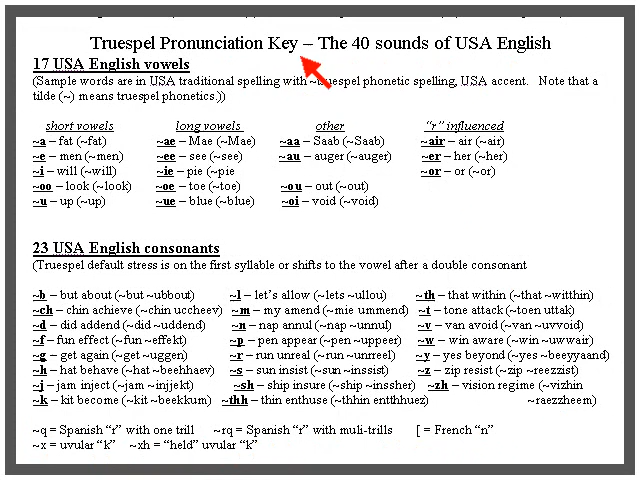 Truespel Pronunciation Key – The 40 sounds of USA English
17 USA English vowels
(Sample words are in USA traditional spelling with ~truespel phonetic spelling, USA accent. Note that a
tilde (~) means truespel phonetics.))
short vowels long vowels other "r" influenced
~a – fat (~fat) ~ae – Mae (~Mae) ~aa – Saab (~Saab) ~air – air (~air)
~e – men (~men) ~ee – see (~see) ~au – auger (~auger) ~er – her (~her)
~i – will (~will) ~ie – pie (~pie ~or – or (~or)
~oo – look (~look) ~oe – toe (~toe) ~ou – out (~out)
~u – up (~up) ~ue – blue (~blue) ~oi – void (~void)
23 USA English consonants
(Truespel default stress is on the first syllable or shifts to the vowel after a double consonant
~b – but about (~but ~ubbout) ~l – let's allow (~lets ~ullou) ~th – that within (~that ~witthin)
~ch – chin achieve (~chin uccheev) ~m – my amend (~mie ummend) ~t – tone attack (~toen uttak)
~d – did addend (~did ~uddend) ~n – nap annul (~nap ~unnul) ~v – van avoid (~van ~uvvoid)
~f – fun effect (~fun ~effekt) ~p – pen appear (~pen ~uppeer) ~w – win aware (~win ~uwwair)
~g – get again (~get ~uggen) ~r – run unreal (~run ~unrreel) ~y – yes beyond (~yes ~beeyyaand)
~h – hat behave (~hat ~beehhaev) ~s – sun insist (~sun ~inssist) ~z – zip resist (~zip ~reezzist)
~j – jam inject (~jam ~injjekt) ~sh – ship insure (~ship ~inssher) ~zh – vision regime (~vizhin
~k – kit become (~kit ~beekkum) ~thh – thin enthuse (~thhin entthhuez) ~raezzheem)
~q = Spanish "r" with one trill ~rq = Spanish "r" with muli-trills [ = French "n"
~x = uvular "k" ~xh = "held" uvular "k"